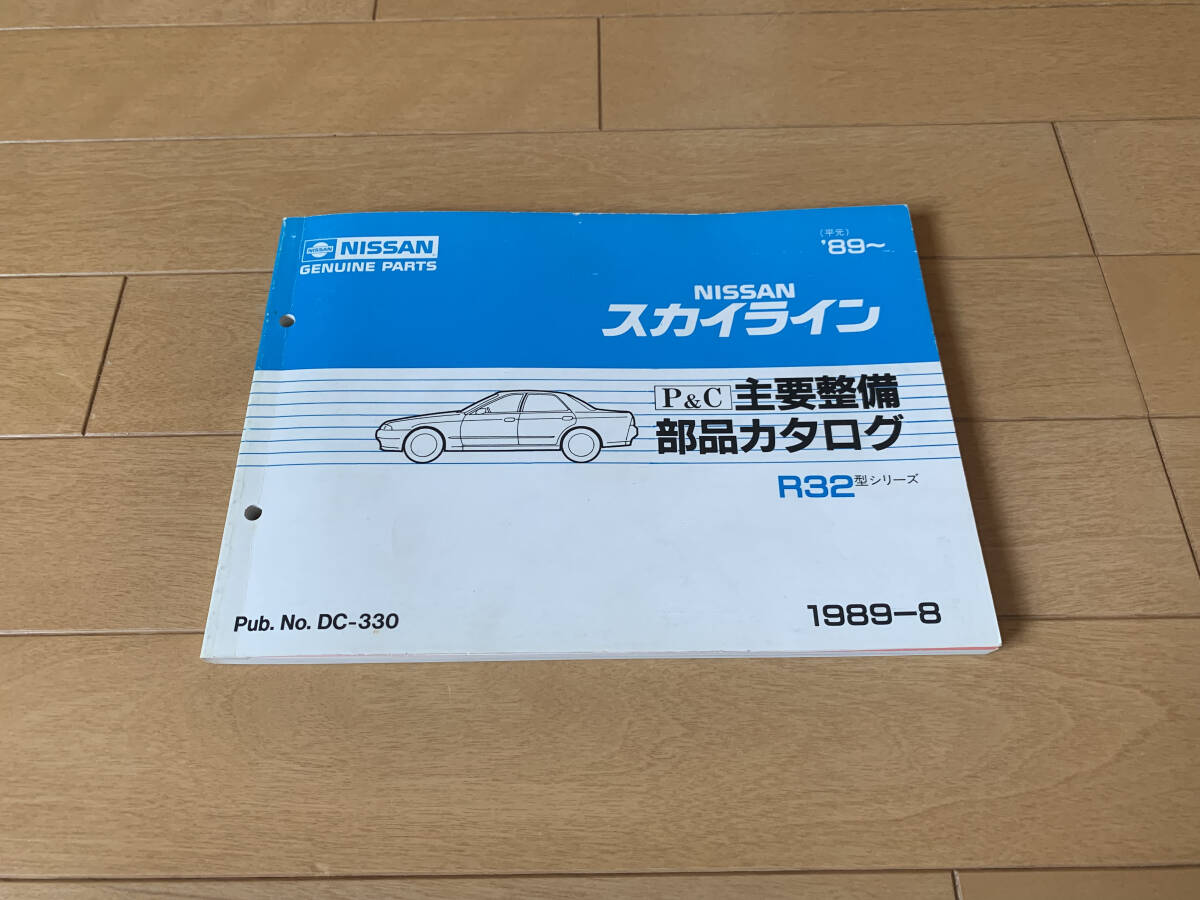 NISSAN NISSAN
GENUINE PARTS
(平元)
'89~
NISSAN
スカイライン
P&C 主要整備
部品カタログ
R32型シリーズ
Pub. No. DC-330
1989-8